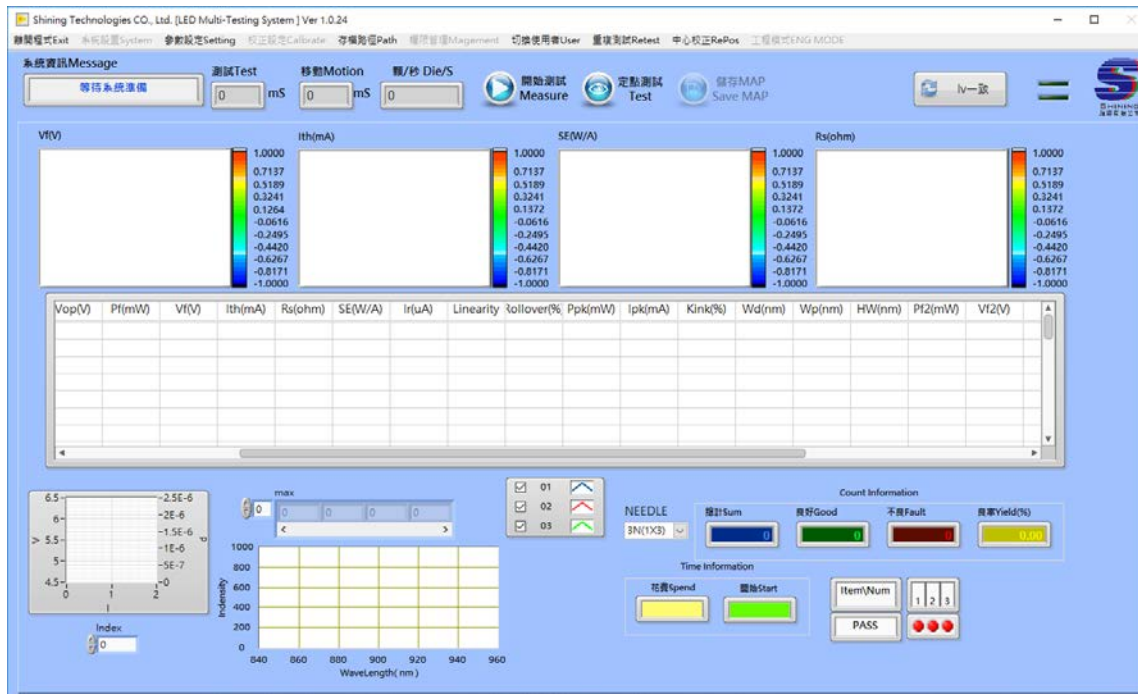 Shining Technologies CO., Ltd. [LED Multi-Testing System ] Ver 1.0.24
離開程式Exit 系統設置System 參數設定Setting 校正設定Calibrate 存檔路徑Path 權限管理Magement 切換使用者User 重複測試Retest 中心校正RePos 工程模式ENG MODE
系統資訊Message
等待系統準備
測試Test
0 mS
移動Motion
0 mS
顆/秒 Die/S
0
開始測試
Measure
定點測試
Test
儲存MAP
Save MAP
Iv一致
SHINING
Vf(V) Ith(mA) SE(W/A) Rs(ohm)
1.0000 1.0000 1.0000 1.0000
0.7137 0.7137 0.7137 0.7137
0.5189 0.5189 0.5189 0.5189
0.3241 0.3241 0.3241 0.3241
0.1264 0.1372 0.1372 0.1372
-0.0616 -0.0616 -0.0616 -0.0616
-0.2495 -0.2495 -0.2495 -0.2495
-0.4420 -0.4420 -0.4420 -0.4420
-0.6267 -0.6267 -0.6267 -0.6267
-0.8171 -0.8171 -0.8171 -0.8171
-1.0000 -1.0000 -1.0000 -1.0000
Vop(V) Pf(mW) Vf(V) Ith(mA) Rs(ohm) SE(W/A) Ir(uA) Linearity Rollover(% Ppk(mW) Ipk(mA) Kink(%) Wd(nm) Wp(nm) HW(nm) Pf2(mW) Vf2(V)
6.5 2.5E-6
6 2E-6
5.5 1.5E-6
5 1E-6
4.5 5E-7
0
V
0 1 2
I
Index
0
max
0 0 0 0 0
1000
800
600
400
200
0
Indensity
840 860 880 900 920 940 960
WaveLength( nm )
01
02
03
NEEDLE
3N(1X3)
Count Information
總計Sum 良好Good 不良Fault 良率Yield(%)
0 0 0 0.00
Time Information
花費Spend 開始Start
Item\Num 1 2 3
PASS